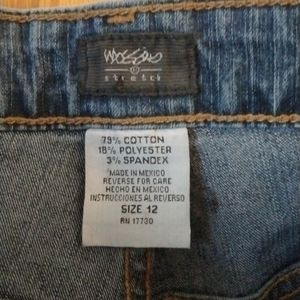 mossimo
stretch
79% COTTON
18% POLYESTER
3% SPANDEX
MADE IN MEXICO
REVERSE FOR CARE
HECHO EN MEXICO
INSTRUCCIONES AL REVERSO
SIZE 12
RN 17730